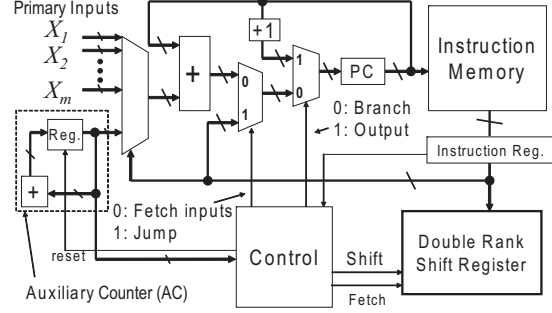 Primary Inputs
X1
X2
Xm
+1
+
0
1
1
0
PC
Instruction
Memory
0: Branch
1: Output
Reg.
+
Instruction Reg.
0: Fetch inputs
1: Jump
reset
Control
Shift
Fetch
Double Rank
Shift Register
Auxiliary Counter (AC)